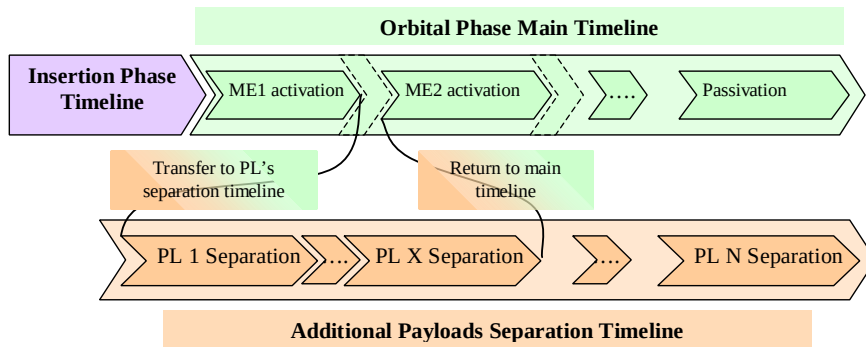 Orbital Phase Main Timeline
Insertion Phase
Timeline
ME1 activation
ME2 activation
....
Passivation
Transfer to PL's
separation timeline
Return to main
timeline
PL 1 Separation
....
PL X Separation
....
PL N Separation
Additional Payloads Separation Timeline